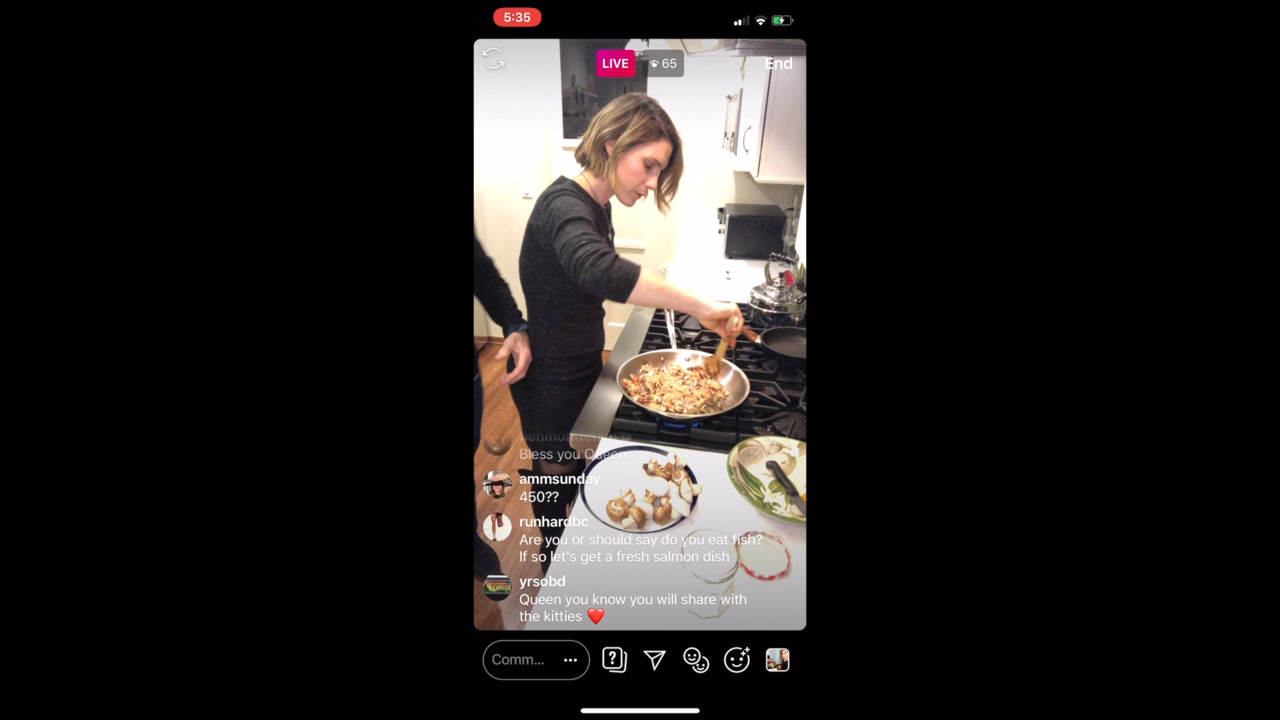 5:35
LIVE
65
End
Bless you Queen
ammsunday
450??
runhardbc
Are you or should say do you eat fish?
If so let's get a fresh salmon dish
yrsobd
Queen you know you will share with
the kitties ❤️
Comm... •••